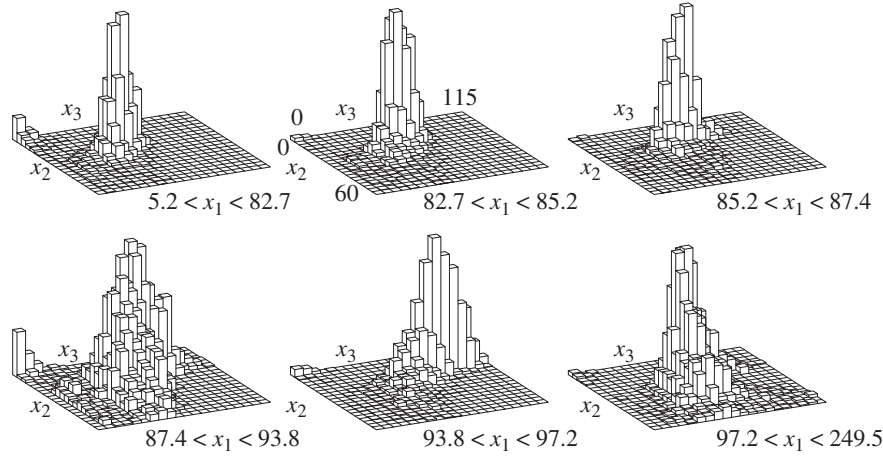 x₃
x₂
5.2 < x₁ < 82.7
0
x₃
115
0
x₂
60
82.7 < x₁ < 85.2
x₃
x₂
85.2 < x₁ < 87.4
x₃
x₂
87.4 < x₁ < 93.8
x₃
x₂
93.8 < x₁ < 97.2
x₃
x₂
97.2 < x₁ < 249.5